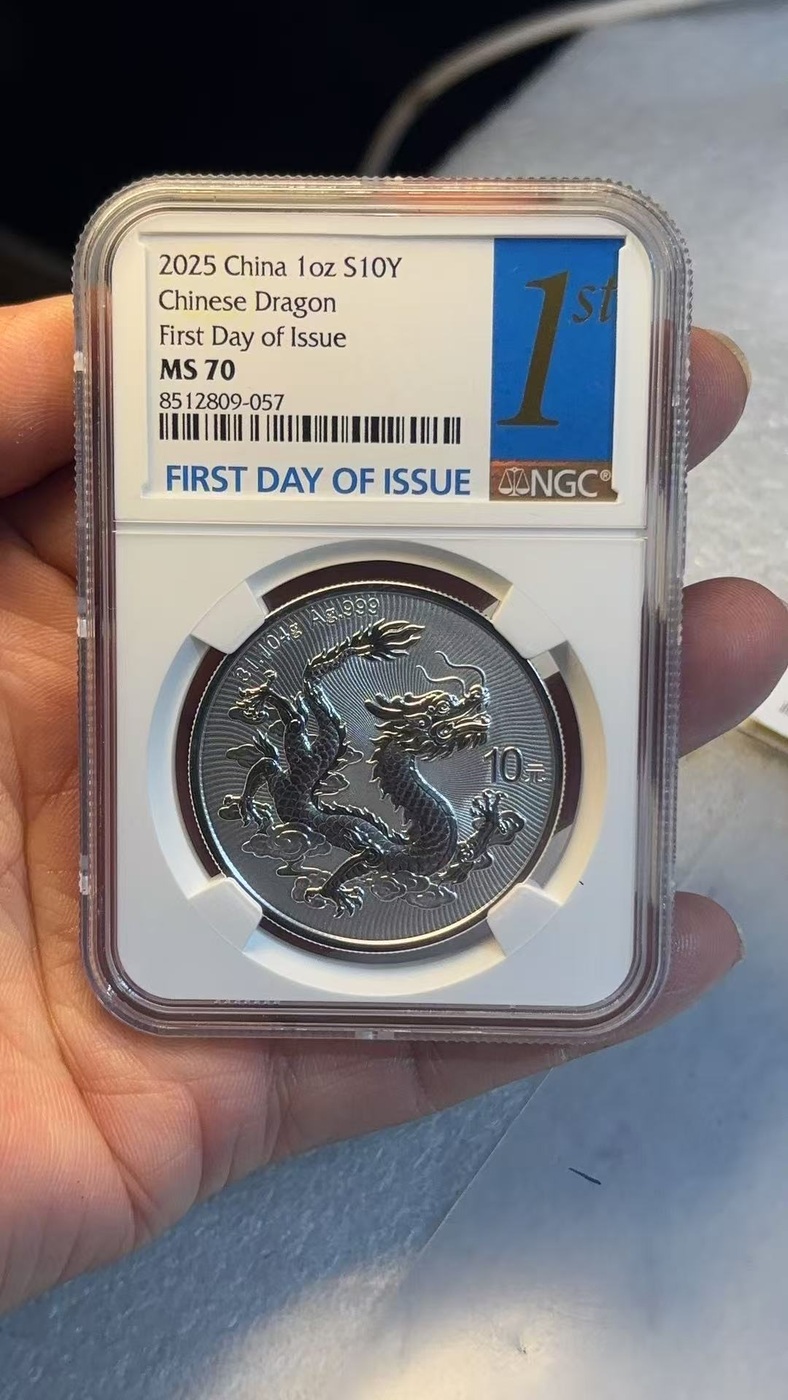 2025 China 1oz S10Y
Chinese Dragon
First Day of Issue
MS 70
8512809-057
FIRST DAY OF ISSUE
1st
NGC®
31.104g Ag.999
10元